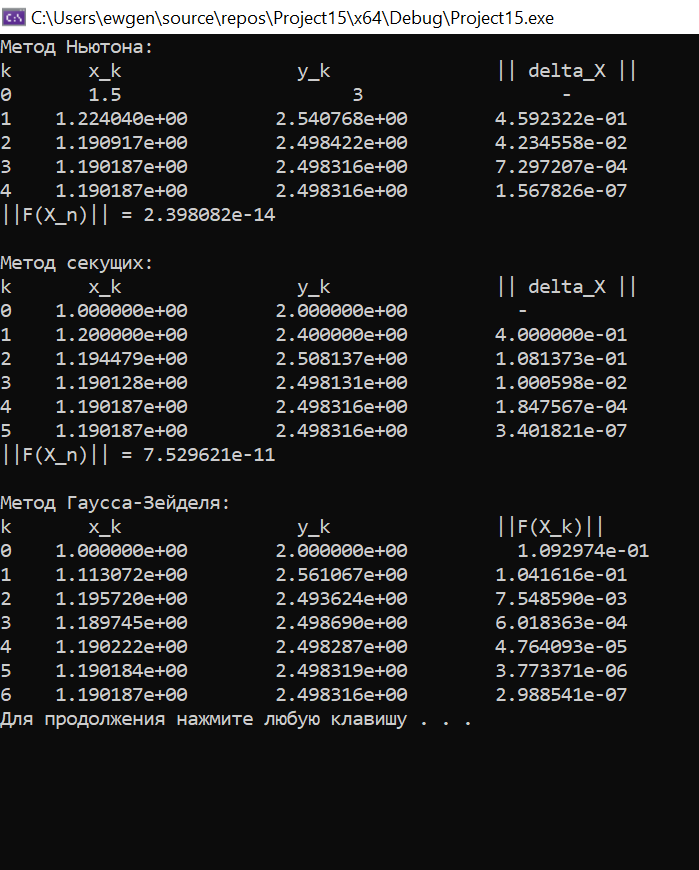 C:\Users\ewgen\source\repos\Project15\x64\Debug\Project15.exe
Метод Ньютона:
k x_k y_k || delta_X ||
0 1.5 3 -
1 1.224040e+00 2.540768e+00 4.592322e-01
2 1.190917e+00 2.498422e+00 4.234558e-02
3 1.190187e+00 2.498316e+00 7.297207e-04
4 1.190187e+00 2.498316e+00 1.567826e-07
||F(X_n)|| = 2.398082e-14
Метод секущих:
k x_k y_k || delta_X ||
0 1.000000e+00 2.000000e+00 -
1 1.200000e+00 2.400000e+00 4.000000e-01
2 1.194479e+00 2.508137e+00 1.081373e-01
3 1.190128e+00 2.498131e+00 1.000598e-02
4 1.190187e+00 2.498316e+00 1.847567e-04
5 1.190187e+00 2.498316e+00 3.401821e-07
||F(X_n)|| = 7.529621e-11
Метод Гаусса-Зейделя:
k x_k y_k ||F(X_k)||
0 1.000000e+00 2.000000e+00 1.092974e-01
1 1.113072e+00 2.561067e+00 1.041616e-01
2 1.195720e+00 2.493624e+00 7.548590e-03
3 1.189745e+00 2.498690e+00 6.018363e-04
4 1.190222e+00 2.498287e+00 4.764093e-05
5 1.190184e+00 2.498319e+00 3.773371e-06
6 1.190187e+00 2.498316e+00 2.988541e-07
Для продолжения нажмите любую клавишу . . .